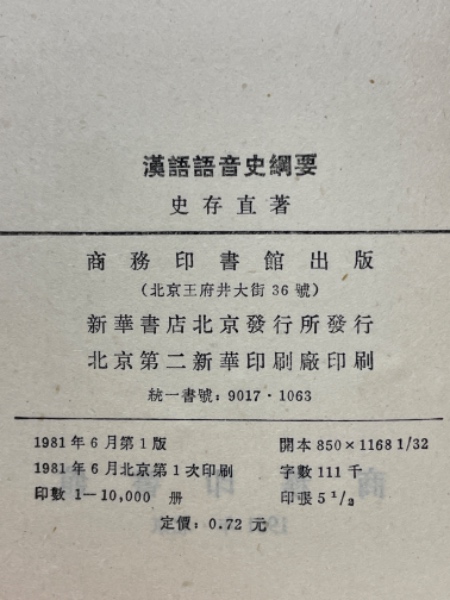 漢語語音史綱要
史存直著
商務印書館出版
（北京王府井大街36號）
新華書店北京發行所發行
北京第二新華印刷廠印刷
統一書號：9017·1063
1981年6月第1版 開本 850×1168 1/32
1981年6月北京第1次印刷 字數 111千
印數 1—10,000 册 印張 5 1/2
定價：0.72 元